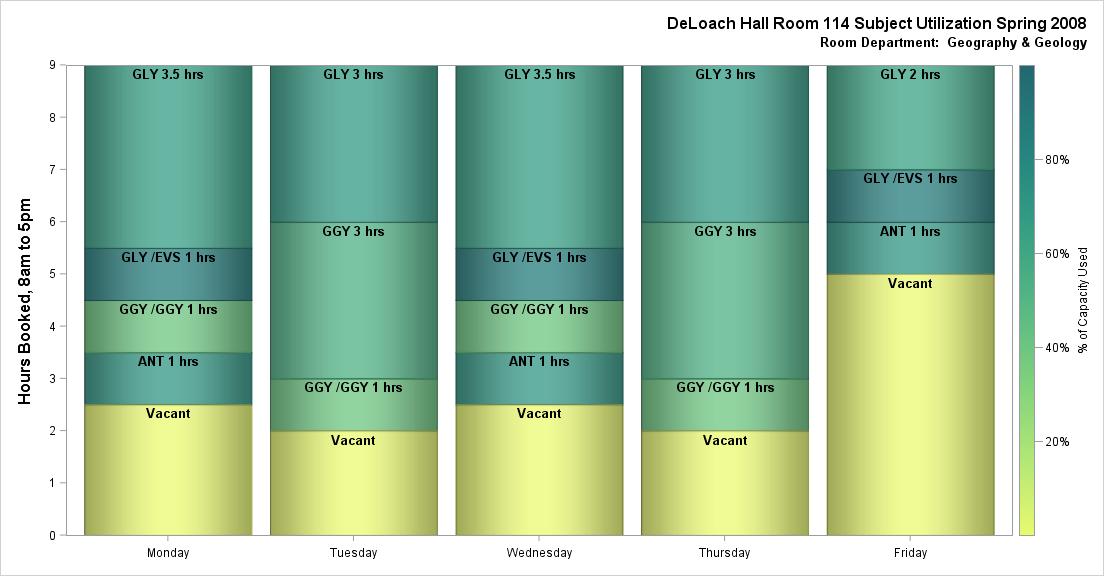 DeLoach Hall Room 114 Subject Utilization Spring 2008
Room Department: Geography & Geology
Hours Booked, 8am to 5pm
9
8
7
6
5
4
3
2
1
0
GLY 3.5 hrs
GLY /EVS 1 hrs
GGY /GGY 1 hrs
ANT 1 hrs
Vacant
GLY 3 hrs
GGY 3 hrs
GGY /GGY 1 hrs
Vacant
GLY 3.5 hrs
GLY /EVS 1 hrs
GGY /GGY 1 hrs
ANT 1 hrs
Vacant
GLY 3 hrs
GGY 3 hrs
GGY /GGY 1 hrs
Vacant
GLY 2 hrs
GLY /EVS 1 hrs
ANT 1 hrs
Vacant
Monday
Tuesday
Wednesday
Thursday
Friday
80%
60%
40%
20%
% of Capacity Used